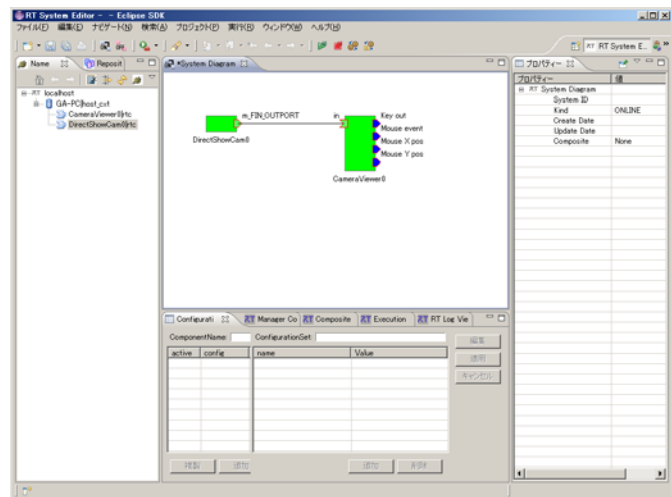 RT System Editor - - Eclipse SDK
ファイル(F) 編集(E) ナビゲート(N) 検索(A) プロジェクト(P) 実行(R) ウィンドウ(W) ヘルプ(H)
RT System E..
Name
Reposit
localhost
GA-PC|host_cxt
CameraViewer0|rtc
DirectShowCam0|rtc
*System Diagram
m_FIN_OUTPORT
in
Key out
Mouse event
Mouse X pos
Mouse Y pos
DirectShowCam0
CameraViewer0
プロパティー
プロパティー 値
System Diagram
System ID
Kind ONLINE
Create Date
Update Date
Composite None
Configurati
RT Manager Co
RT Composite
RT Execution
RT RT Log Vie
ComponentName: ConfigurationSet:
active config name Value
編集
適用
キャンセル
複製 追加 追加 削除